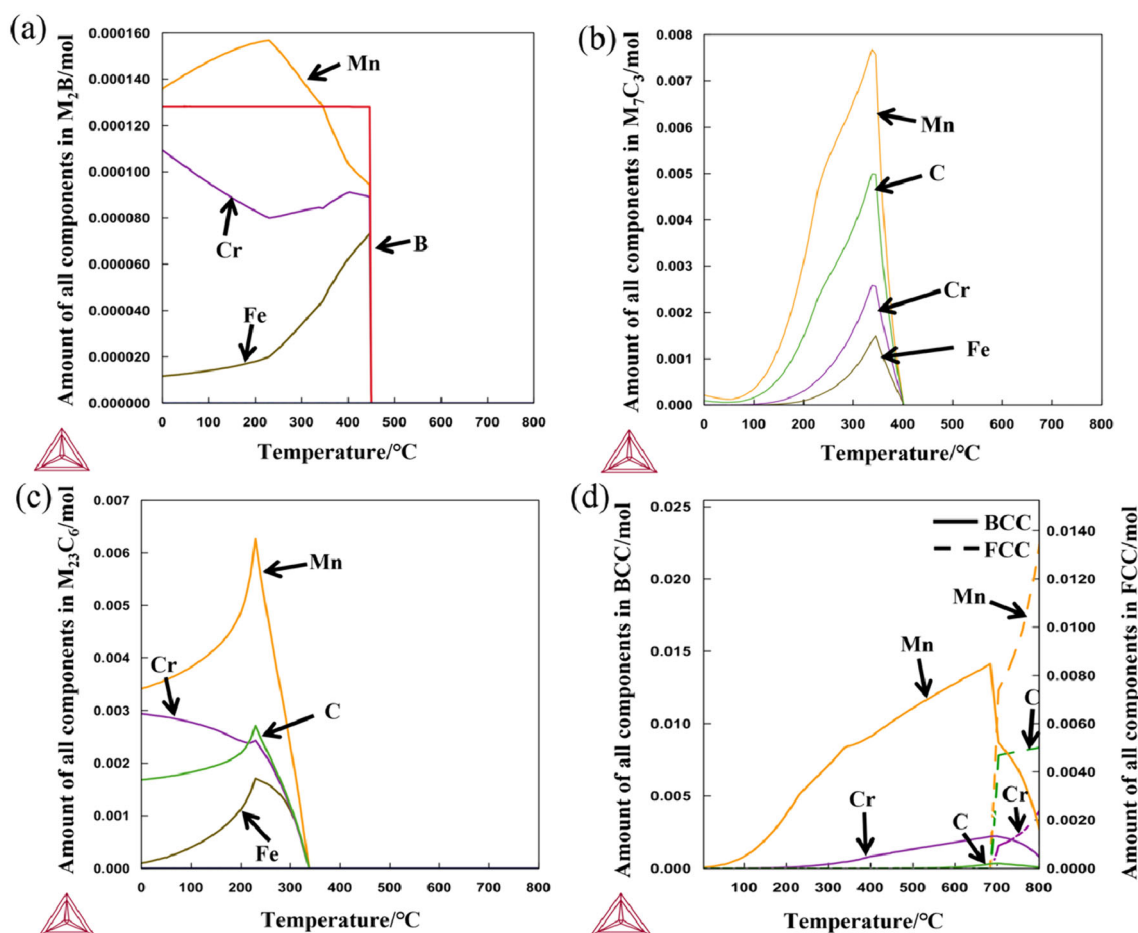 (a)
Amount of all components in M₂B/mol
0.000160
0.000140
0.000120
0.000100
0.000080
0.000060
0.000040
0.000020
0.000000
Mn
Cr
B
Fe
0 100 200 300 400 500 600 700 800
Temperature/°C
(b)
Amount of all components in M₇C₃/mol
0.008
0.007
0.006
0.005
0.004
0.003
0.002
0.001
0.000
Mn
C
Cr
Fe
0 100 200 300 400 500 600 700 800
Temperature/°C
(c)
Amount of all components in M₂₃C₆/mol
0.007
0.006
0.005
0.004
0.003
0.002
0.001
0.000
Mn
Cr
C
Fe
0 100 200 300 400 500 600 700 800
Temperature/°C
(d)
Amount of all components in BCC/mol
0.025
0.020
0.015
0.010
0.005
0.000
BCC
FCC
Mn
Mn
C
Cr
C
Cr
0.0140
0.0120
0.0100
0.0080
0.0060
0.0040
0.0020
0.0000
Amount of all components in FCC/mol
0 100 200 300 400 500 600 700 800
Temperature/°C